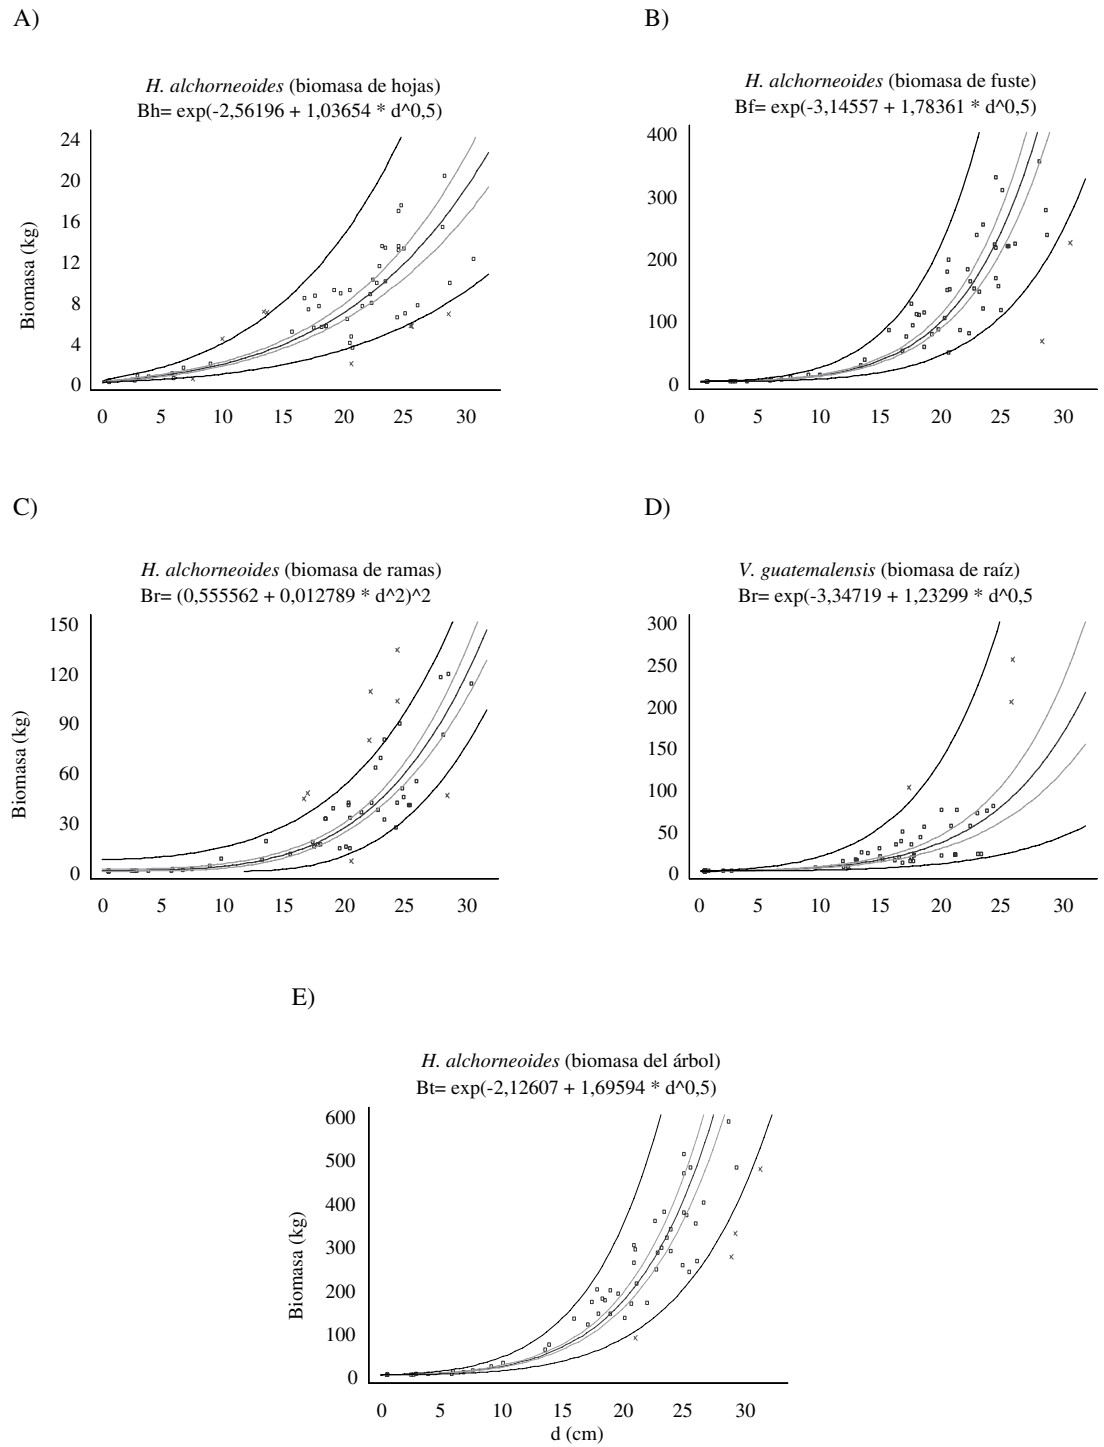 A)
H. alchorneoides (biomasa de hojas)
Bh= exp(-2,56196 + 1,03654 * d^0,5)
24
20
16
12
8
4
0
Biomasa (kg)
0 5 10 15 20 25 30
B)
H. alchorneoides (biomasa de fuste)
Bf= exp(-3,14557 + 1,78361 * d^0,5)
400
300
200
100
0
0 5 10 15 20 25 30
C)
H. alchorneoides (biomasa de ramas)
Br= (0,555562 + 0,012789 * d^2)^2
150
120
90
60
30
0
Biomasa (kg)
0 5 10 15 20 25 30
D)
V. guatemalensis (biomasa de raíz)
Br= exp(-3,34719 + 1,23299 * d^0,5
300
250
200
150
100
50
0
0 5 10 15 20 25 30
E)
H. alchorneoides (biomasa del árbol)
Bt= exp(-2,12607 + 1,69594 * d^0,5)
600
500
400
300
200
100
0
Biomasa (kg)
0 5 10 15 20 25 30
d (cm)